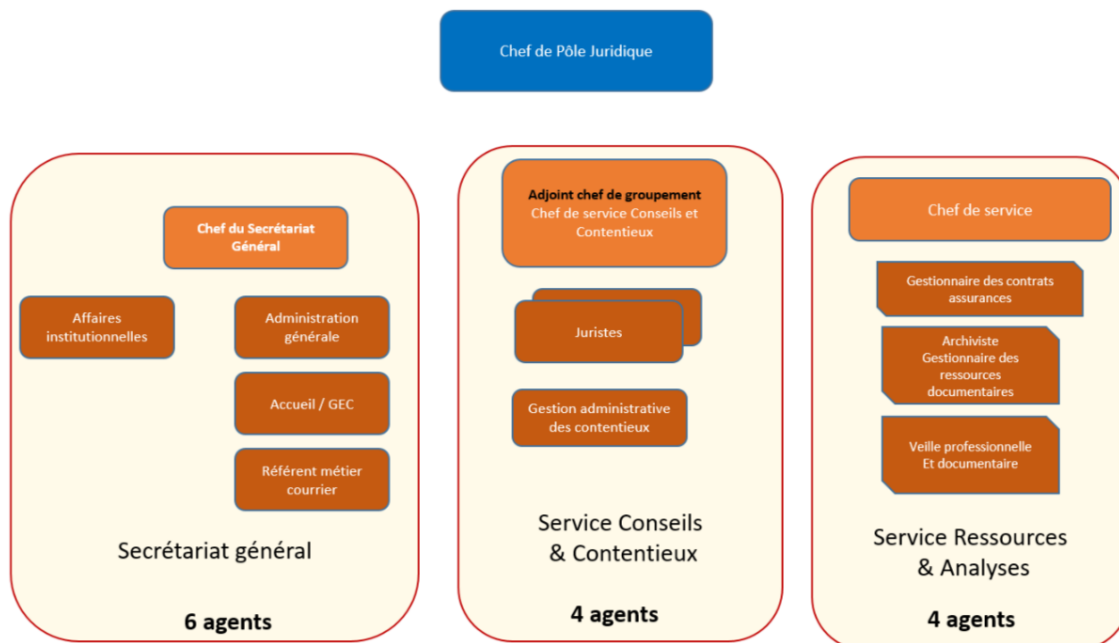 Chef de Pôle Juridique
Chef du Secrétariat
Général
Affaires
institutionnelles
Administration
générale
Accueil / GEC
Référent métier
courrier
Secrétariat général
6 agents
Adjoint chef de groupement
Chef de service Conseils et
Contentieux
Juristes
Gestion administrative
des contentieux
Service Conseils
& Contentieux
4 agents
Chef de service
Gestionnaire des contrats
assurances
Archiviste
Gestionnaire des
ressources
documentaires
Veille professionnelle
Et documentaire
Service Ressources
& Analyses
4 agents